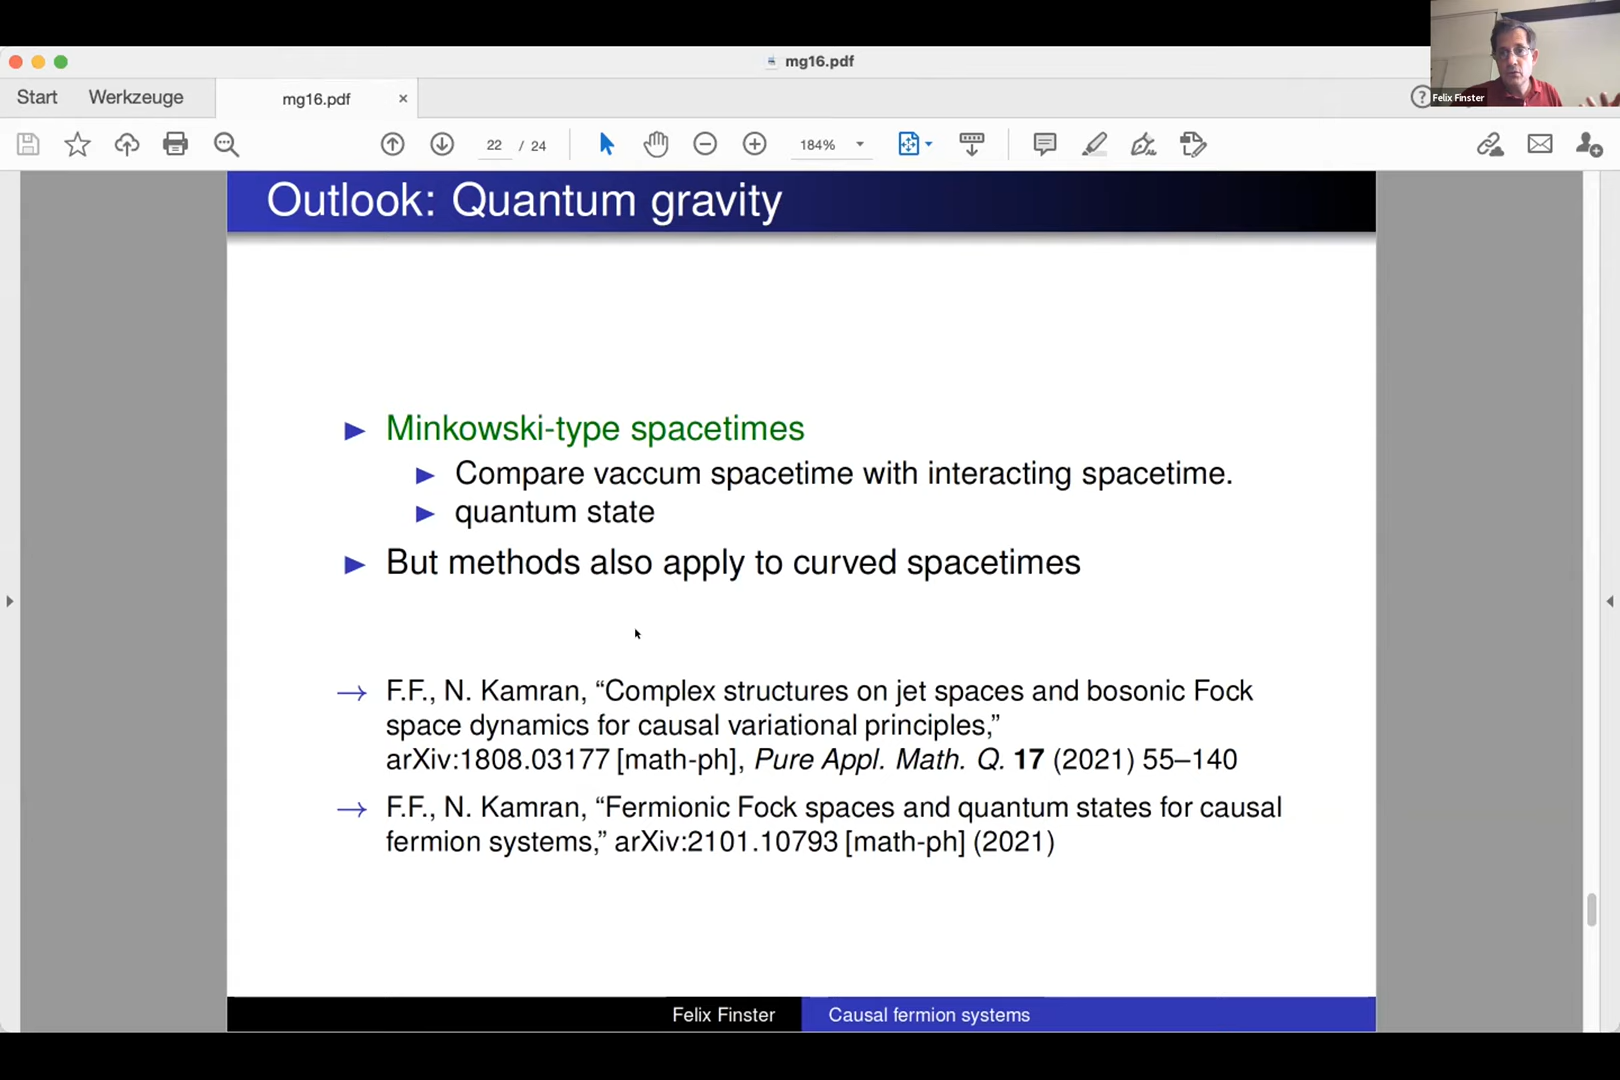 mg16.pdf
Start
Werkzeuge
mg16.pdf
×
?
Felix Finster
22 / 24
184%
Outlook: Quantum gravity
Minkowski-type spacetimes
Compare vaccum spacetime with interacting spacetime.
quantum state
But methods also apply to curved spacetimes
→ F.F., N. Kamran, “Complex structures on jet spaces and bosonic Fock
space dynamics for causal variational principles,”
arXiv:1808.03177 [math-ph], Pure Appl. Math. Q. 17 (2021) 55–140
→ F.F., N. Kamran, “Fermionic Fock spaces and quantum states for causal
fermion systems,” arXiv:2101.10793 [math-ph] (2021)
Felix Finster
Causal fermion systems